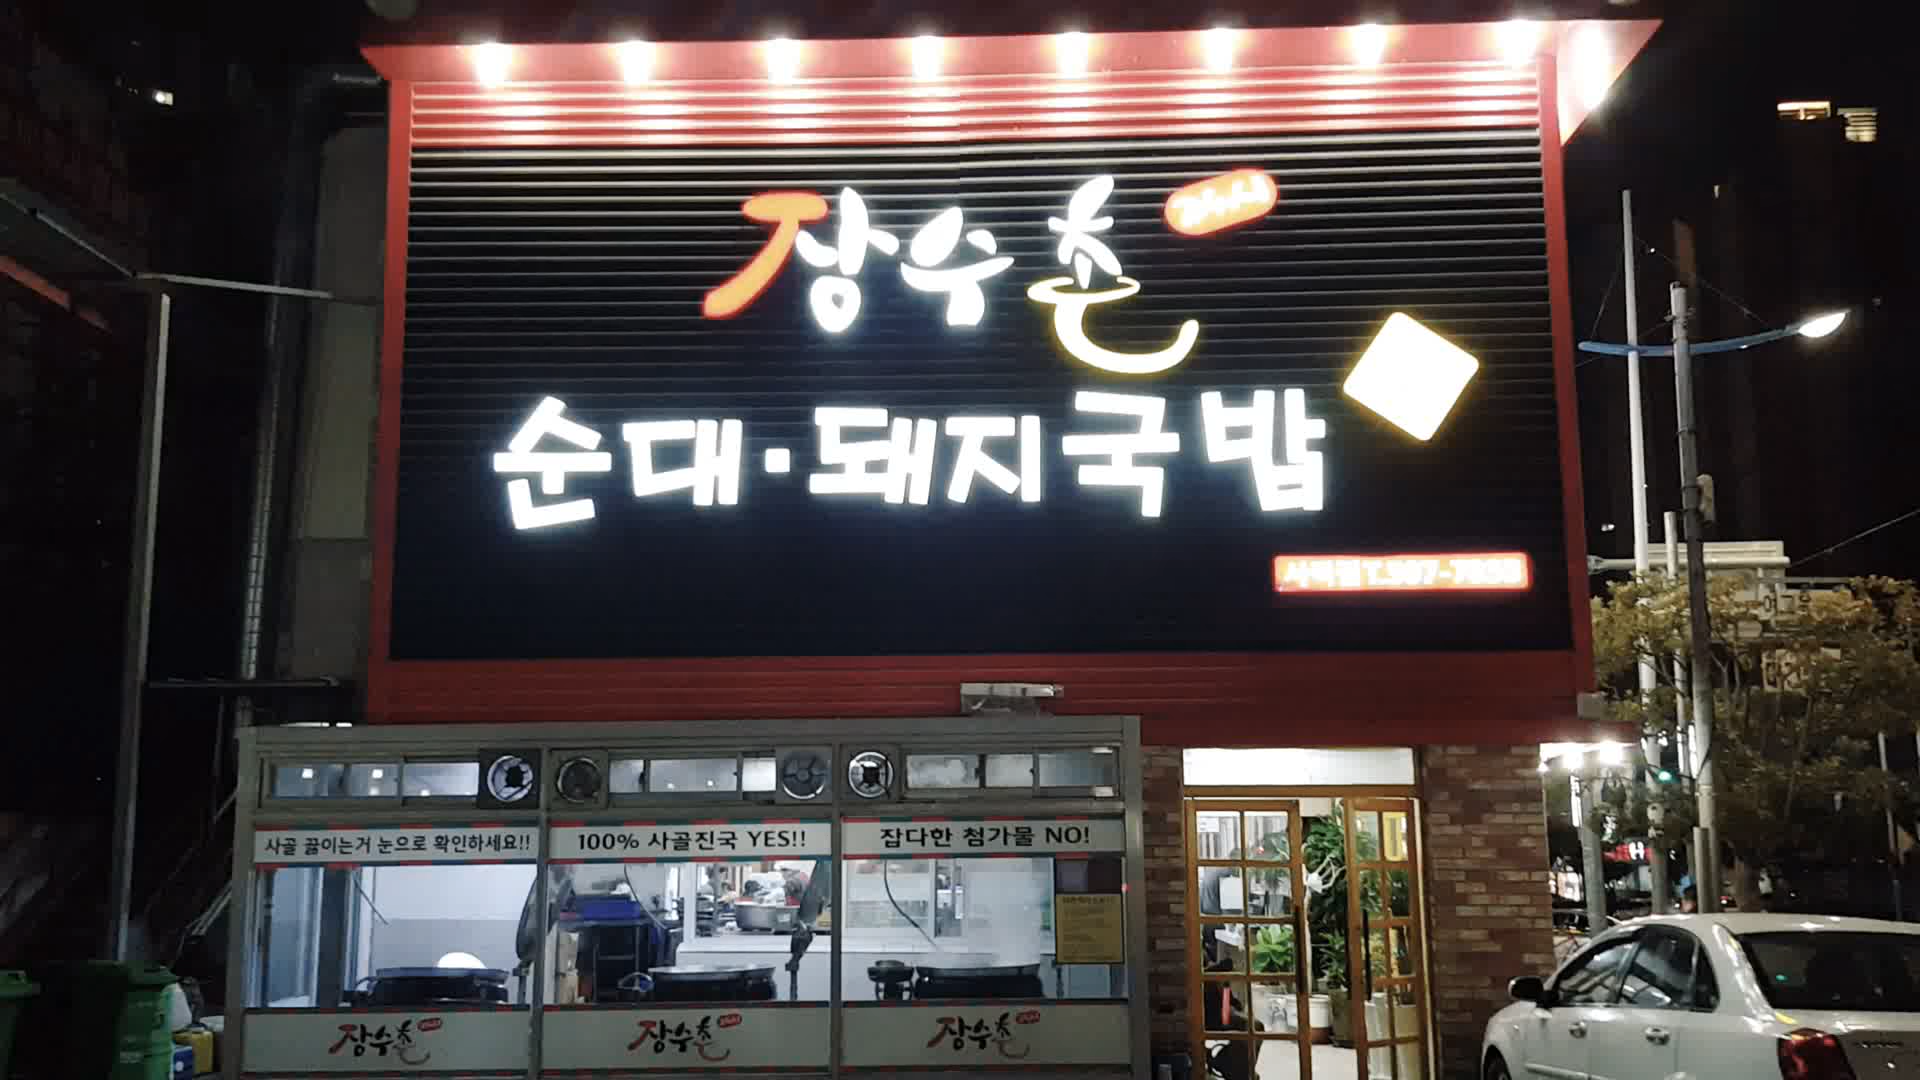 장수촌
순대·돼지국밥
사골 끓이는거 눈으로 확인하세요!!
100% 사골진국 YES!!
잡다한 첨가물 NO!
장수촌
장수촌
장수촌